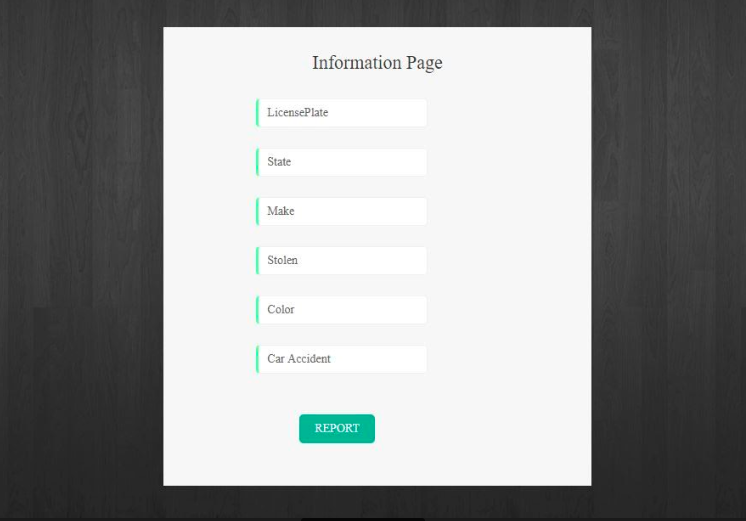 Information Page
LicensePlate
State
Make
Stolen
Color
Car Accident
REPORT